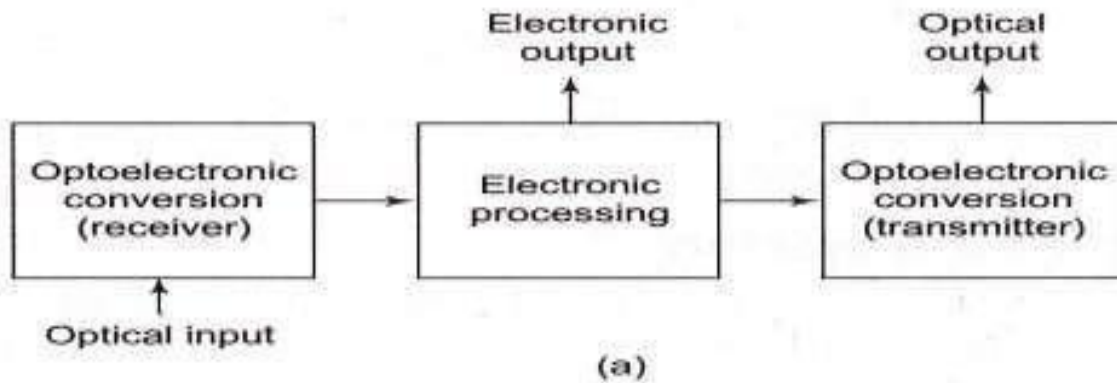 Electronic
output
Optical
output
Optoelectronic
conversion
(receiver)
Electronic
processing
Optoelectronic
conversion
(transmitter)
Optical input
(a)